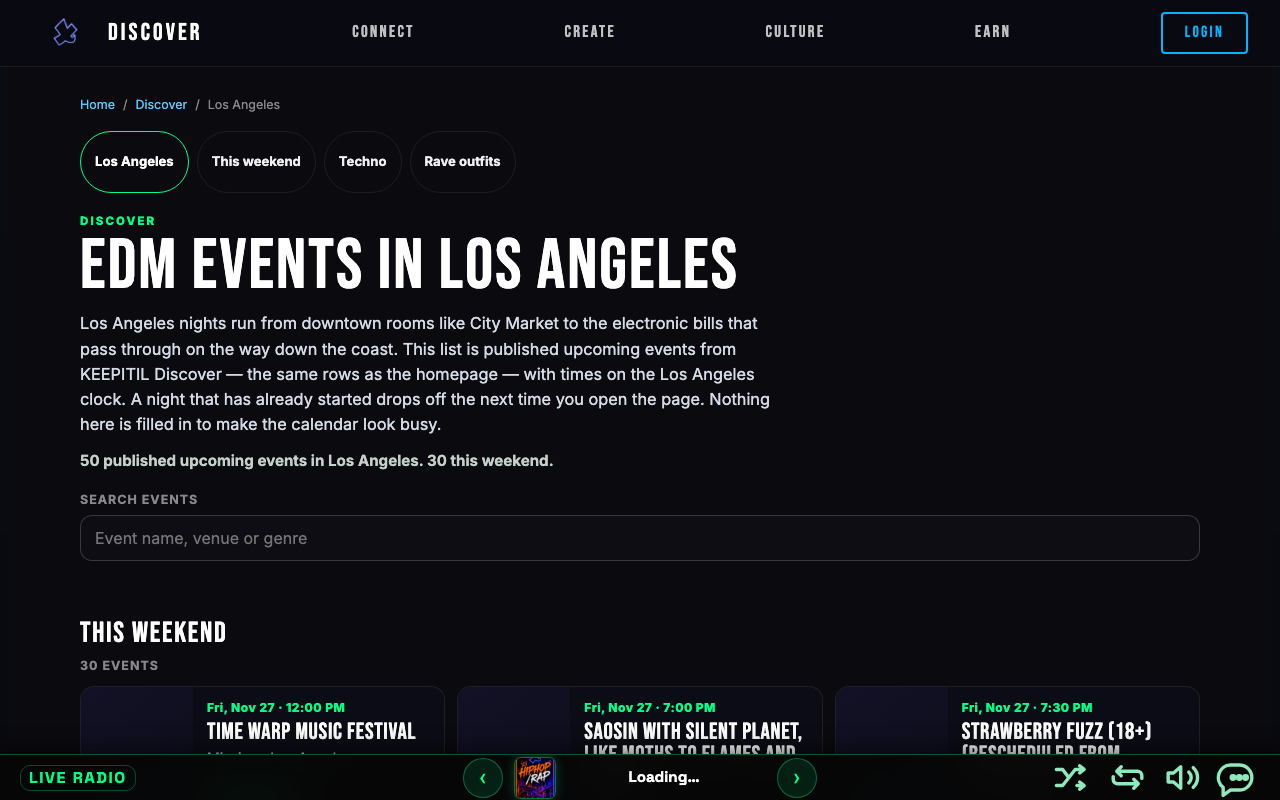 DISCOVER
CONNECT
CREATE
CULTURE
EARN
LOGIN
Home / Discover / Los Angeles
Los Angeles
This weekend
Techno
Rave outfits
DISCOVER
EDM EVENTS IN LOS ANGELES
Los Angeles nights run from downtown rooms like City Market to the electronic bills that
pass through on the way down the coast. This list is published upcoming events from
KEEPITIL Discover — the same rows as the homepage — with times on the Los Angeles
clock. A night that has already started drops off the next time you open the page. Nothing
here is filled in to make the calendar look busy.
50 published upcoming events in Los Angeles. 30 this weekend.
SEARCH EVENTS
Event name, venue or genre
THIS WEEKEND
30 EVENTS
Fri, Nov 27 · 12:00 PM
TIME WARP MUSIC FESTIVAL
Fri, Nov 27 · 7:00 PM
SAOSIN WITH SILENT PLANET,
LIKE MOTHS TO FLAMES AND
Fri, Nov 27 · 7:30 PM
STRAWBERRY FUZZ (18+)
(RESCHEDULED FROM
LIVE RADIO
‹
HIPHOP
/RAP
Loading...
›